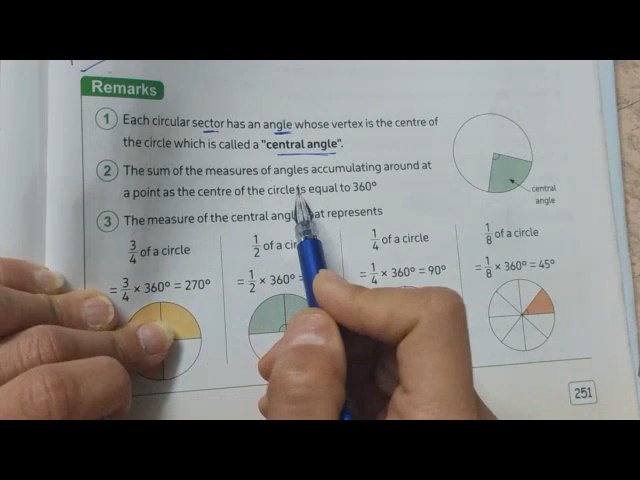 Remarks
1 Each circular sector has an angle whose vertex is the centre of
the circle which is called a "central angle".
2 The sum of the measures of angles accumulating around at
a point as the centre of the circle is equal to 360°
central
angle
3 The measure of the central angle that represents
3/4 of a circle
= 3/4 × 360° = 270°
1/2 of a
= 1/2 × 360° =
1/4 of a circle
= 1/4 × 360° = 90°
1/8 of a circle
= 1/8 × 360° = 45°
251